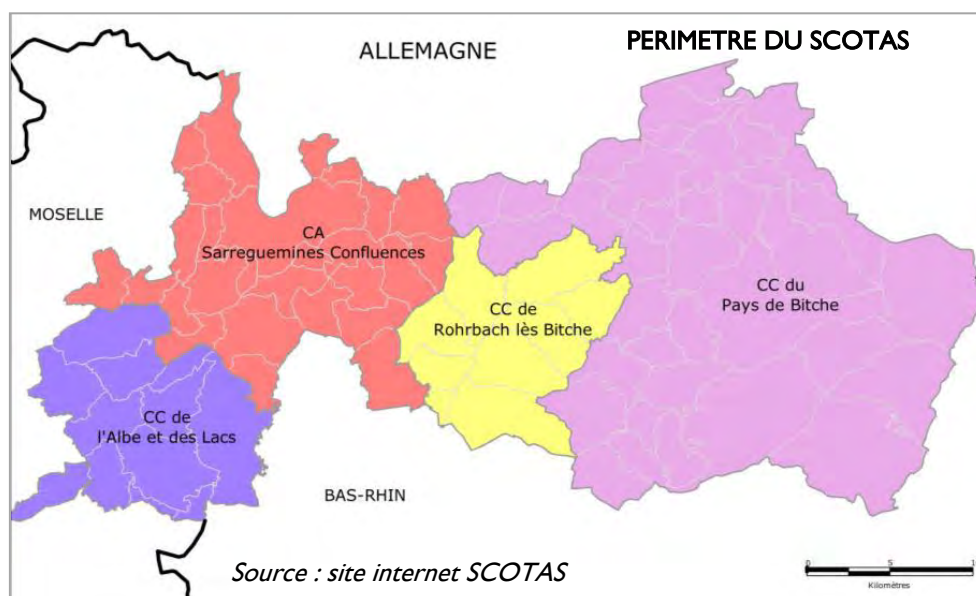 PERIMETRE DU SCOTAS
ALLEMAGNE
MOSELLE
CA
Sarreguemines Confluences
CC du
Pays de Bitche
CC de
Rohrbach lès Bitche
CC de
l'Albe et des Lacs
BAS-RHIN
Source : site internet SCOTAS
0 5
Kilomètres